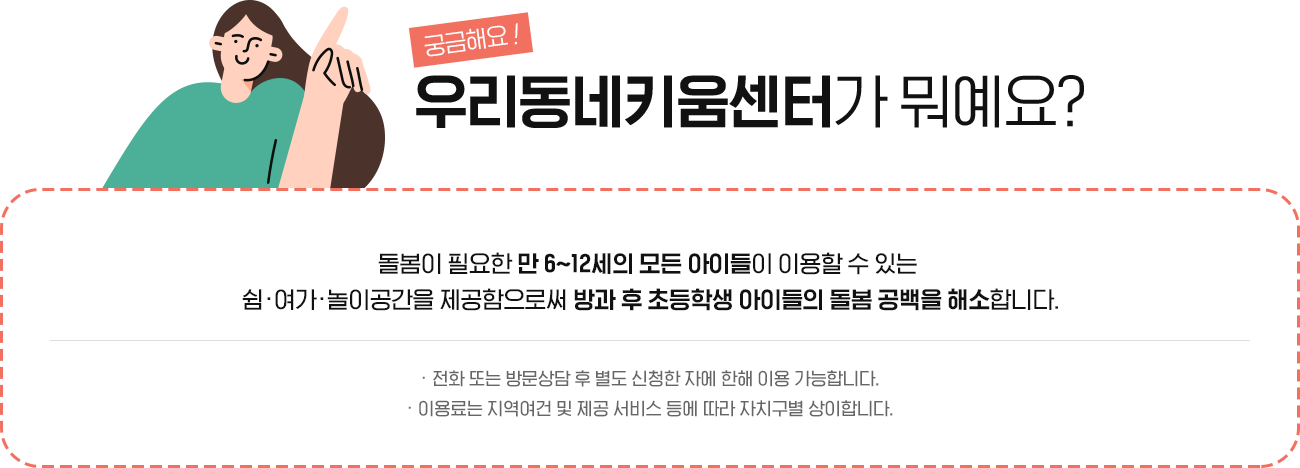 궁금해요!
우리동네키움센터가 뭐예요?
돌봄이 필요한 만 6~12세의 모든 아이들이 이용할 수 있는
쉼·여가·놀이공간을 제공함으로써 방과 후 초등학생 아이들의 돌봄 공백을 해소합니다.
· 전화 또는 방문상담 후 별도 신청한 자에 한해 이용 가능합니다.
· 이용료는 지역여건 및 제공 서비스 등에 따라 자치구별 상이합니다.